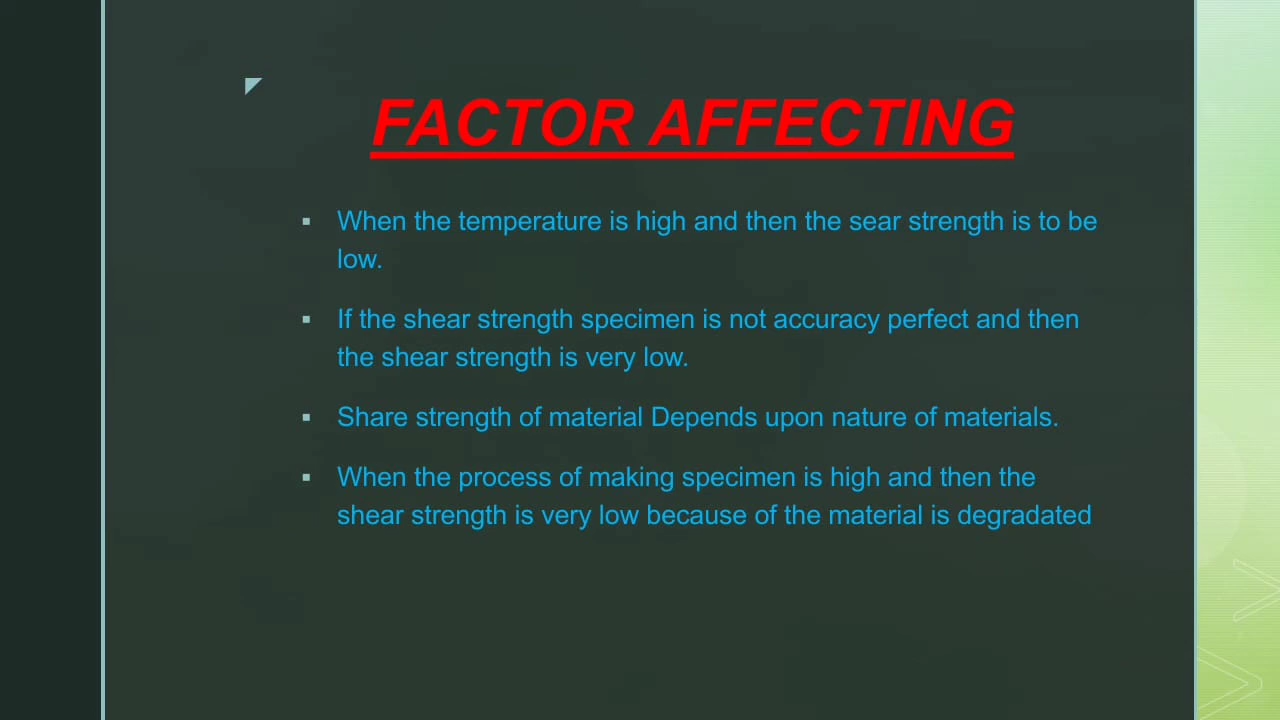 FACTOR AFFECTING
▪ When the temperature is high and then the sear strength is to be
low.
▪ If the shear strength specimen is not accuracy perfect and then
the shear strength is very low.
▪ Share strength of material Depends upon nature of materials.
▪ When the process of making specimen is high and then the
shear strength is very low because of the material is degradated